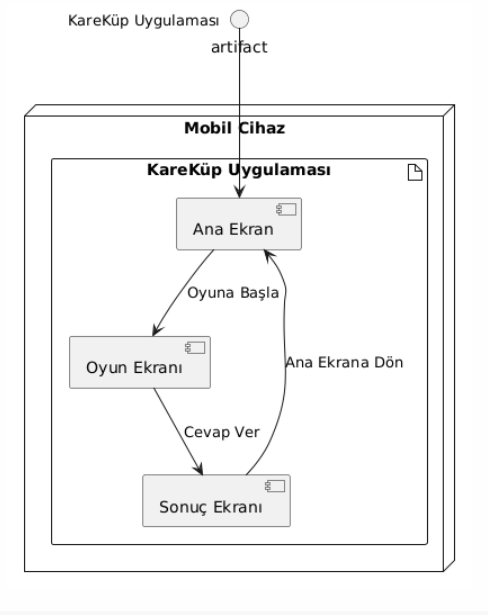 KareKüp Uygulaması
artifact
Mobil Cihaz
KareKüp Uygulaması
Ana Ekran
Oyuna Başla
Oyun Ekranı
Ana Ekrana Dön
Cevap Ver
Sonuç Ekranı